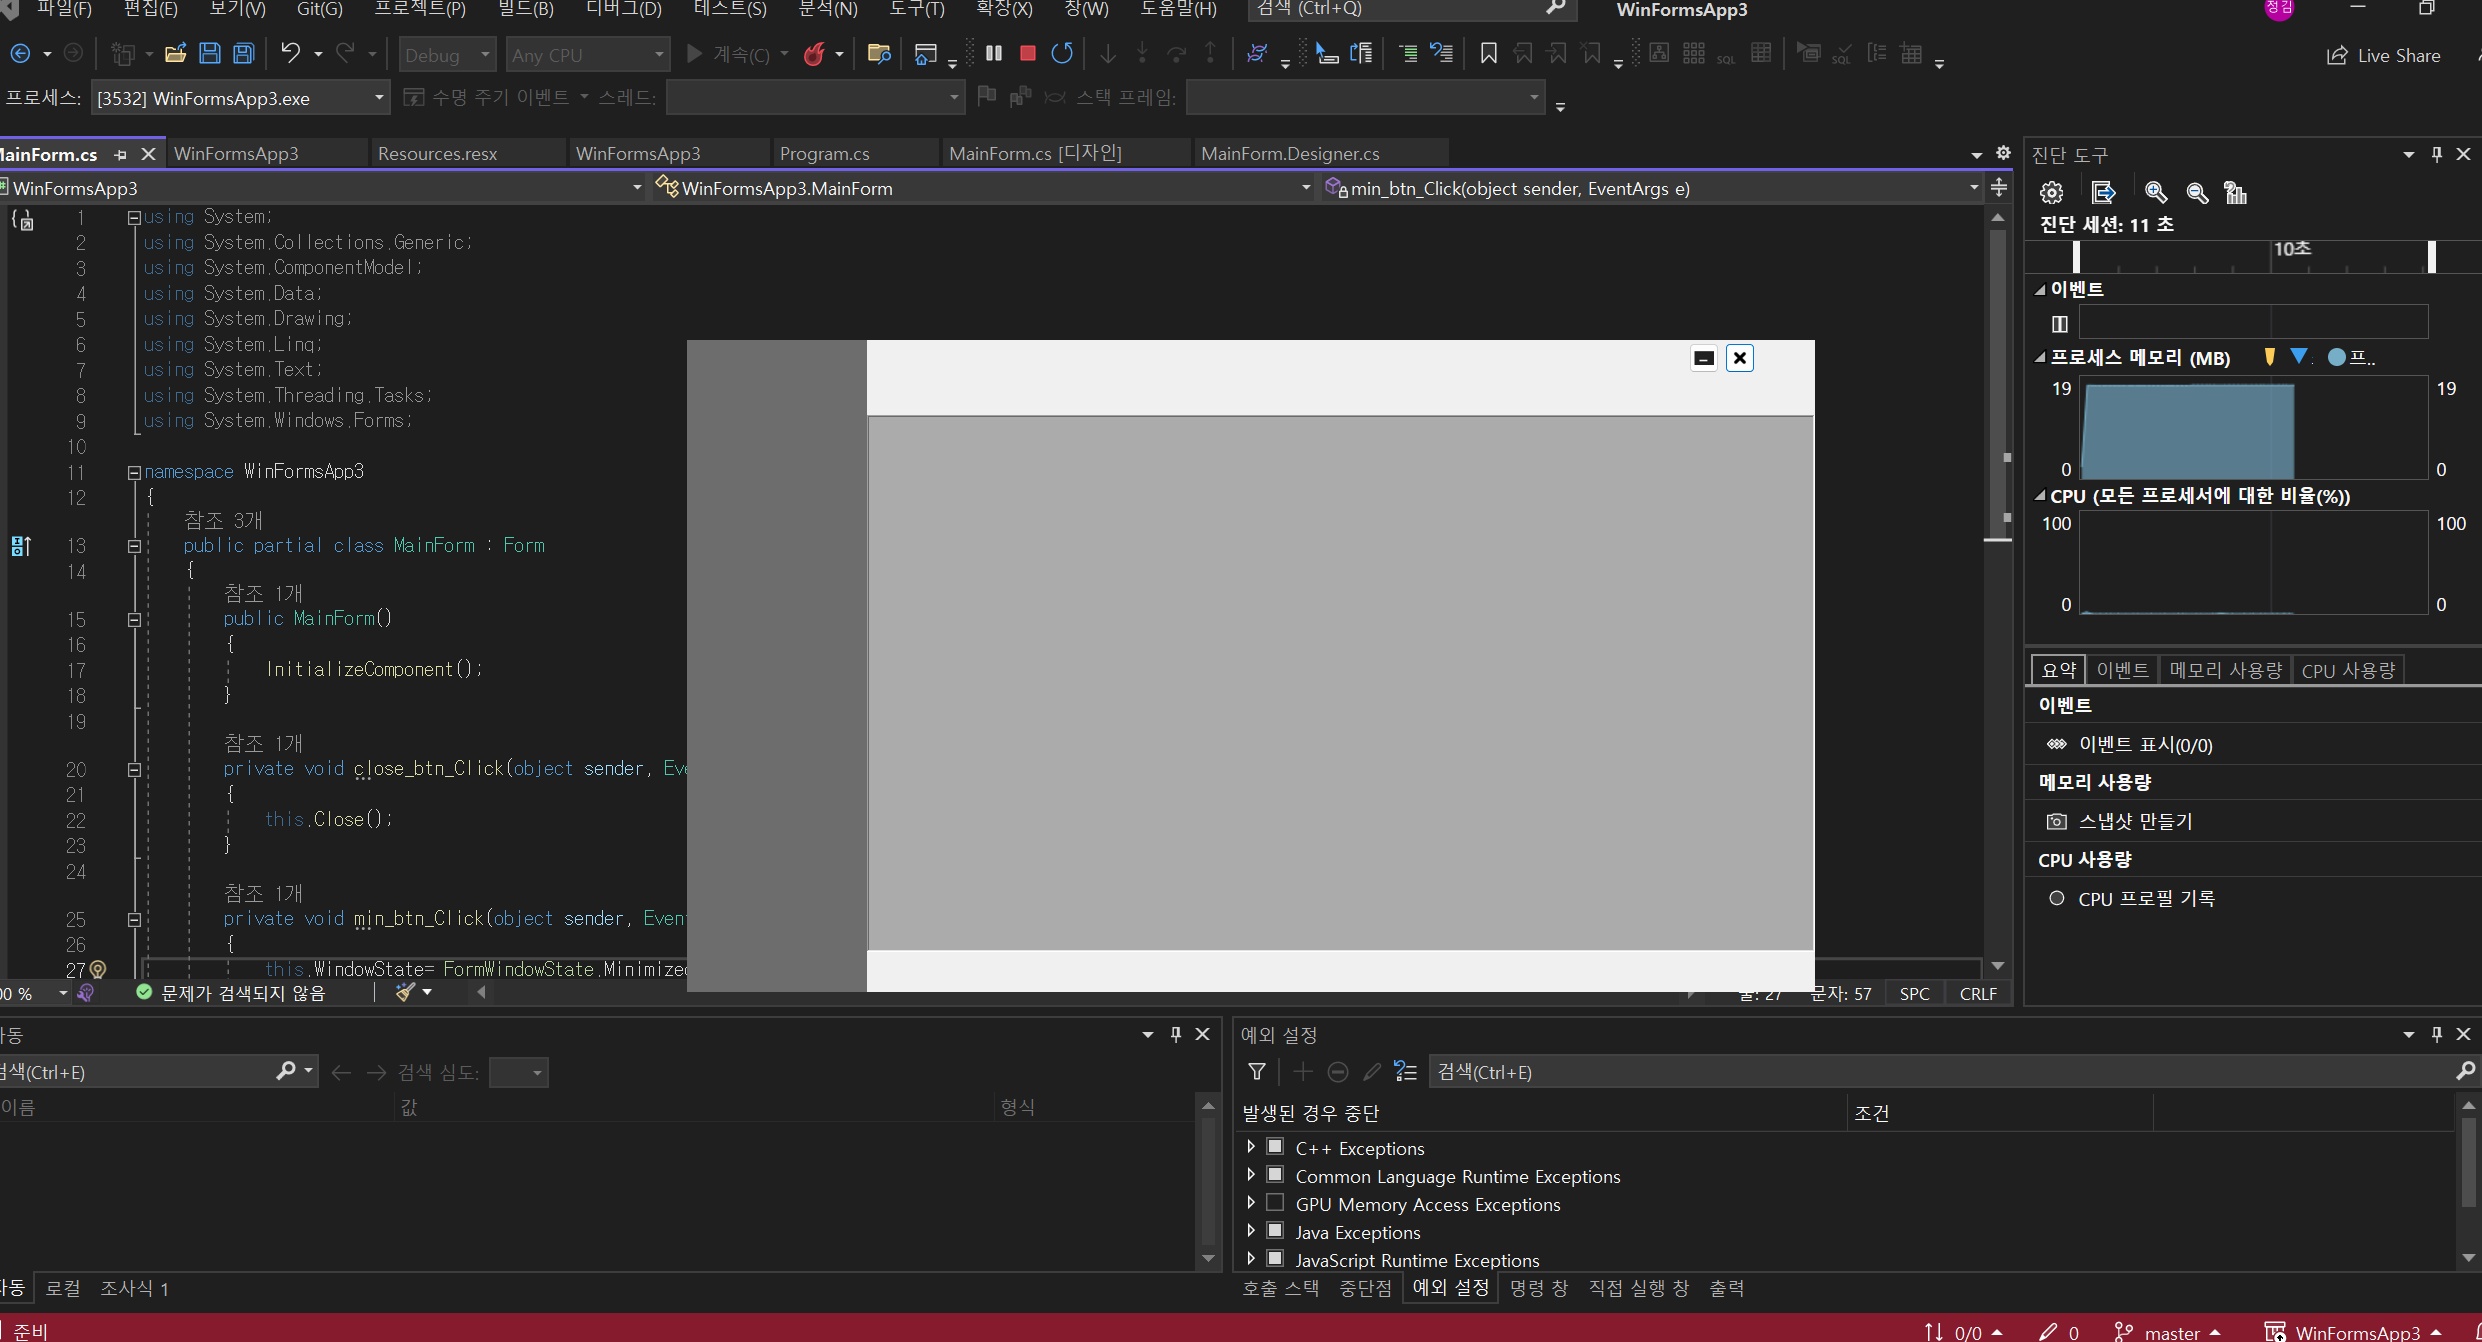 파일(F) 편집(E) 보기(V) Git(G) 프로젝트(P) 빌드(B) 디버그(D) 테스트(S) 분석(N) 도구(T) 확장(X) 창(W) 도움말(H) 검색 (Ctrl+Q) WinFormsApp3 정김
Debug Any CPU 계속(C) Live Share
프로세스: [3532] WinFormsApp3.exe 수명 주기 이벤트 스레드: 스택 프레임:
MainForm.cs WinFormsApp3 Resources.resx WinFormsApp3 Program.cs MainForm.cs [디자인] MainForm.Designer.cs
WinFormsApp3 WinFormsApp3.MainForm min_btn_Click(object sender, EventArgs e)
1 using System;
2 using System.Collections.Generic;
3 using System.ComponentModel;
4 using System.Data;
5 using System.Drawing;
6 using System.Linq;
7 using System.Text;
8 using System.Threading.Tasks;
9 using System.Windows.Forms;
10
11 namespace WinFormsApp3
12 {
참조 3개
13 public partial class MainForm : Form
14 {
참조 1개
15 public MainForm()
16 {
17 InitializeComponent();
18 }
19
참조 1개
20 private void close_btn_Click(object sender, Eve
21 {
22 this.Close();
23 }
24
참조 1개
25 private void min_btn_Click(object sender, Even
26 {
27 this.WindowState= FormWindowState.Minimized
00 % 문제가 검색되지 않음 줄: 27 문자: 57 SPC CRLF
진단 도구
진단 세션: 11 초
10초
이벤트
프로세스 메모리 (MB) 프..
19 19
0 0
CPU (모든 프로세서에 대한 비율(%))
100 100
0 0
요약 이벤트 메모리 사용량 CPU 사용량
이벤트
이벤트 표시(0/0)
메모리 사용량
스냅샷 만들기
CPU 사용량
CPU 프로필 기록
자동
검색(Ctrl+E) 검색 심도:
이름 값 형식
자동 로컬 조사식 1
예외 설정
검색(Ctrl+E)
발생된 경우 중단 조건
C++ Exceptions
Common Language Runtime Exceptions
GPU Memory Access Exceptions
Java Exceptions
JavaScript Runtime Exceptions
호출 스택 중단점 예외 설정 명령 창 직접 실행 창 출력
준비 0/0 0 master WinFormsApp3